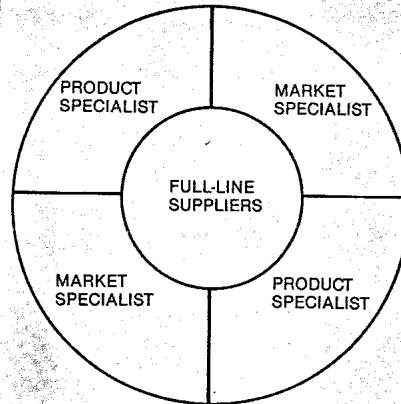 PRODUCT
SPECIALIST
MARKET
SPECIALIST
FULL-LINE
SUPPLIERS
MARKET
SPECIALIST
PRODUCT
SPECIALIST